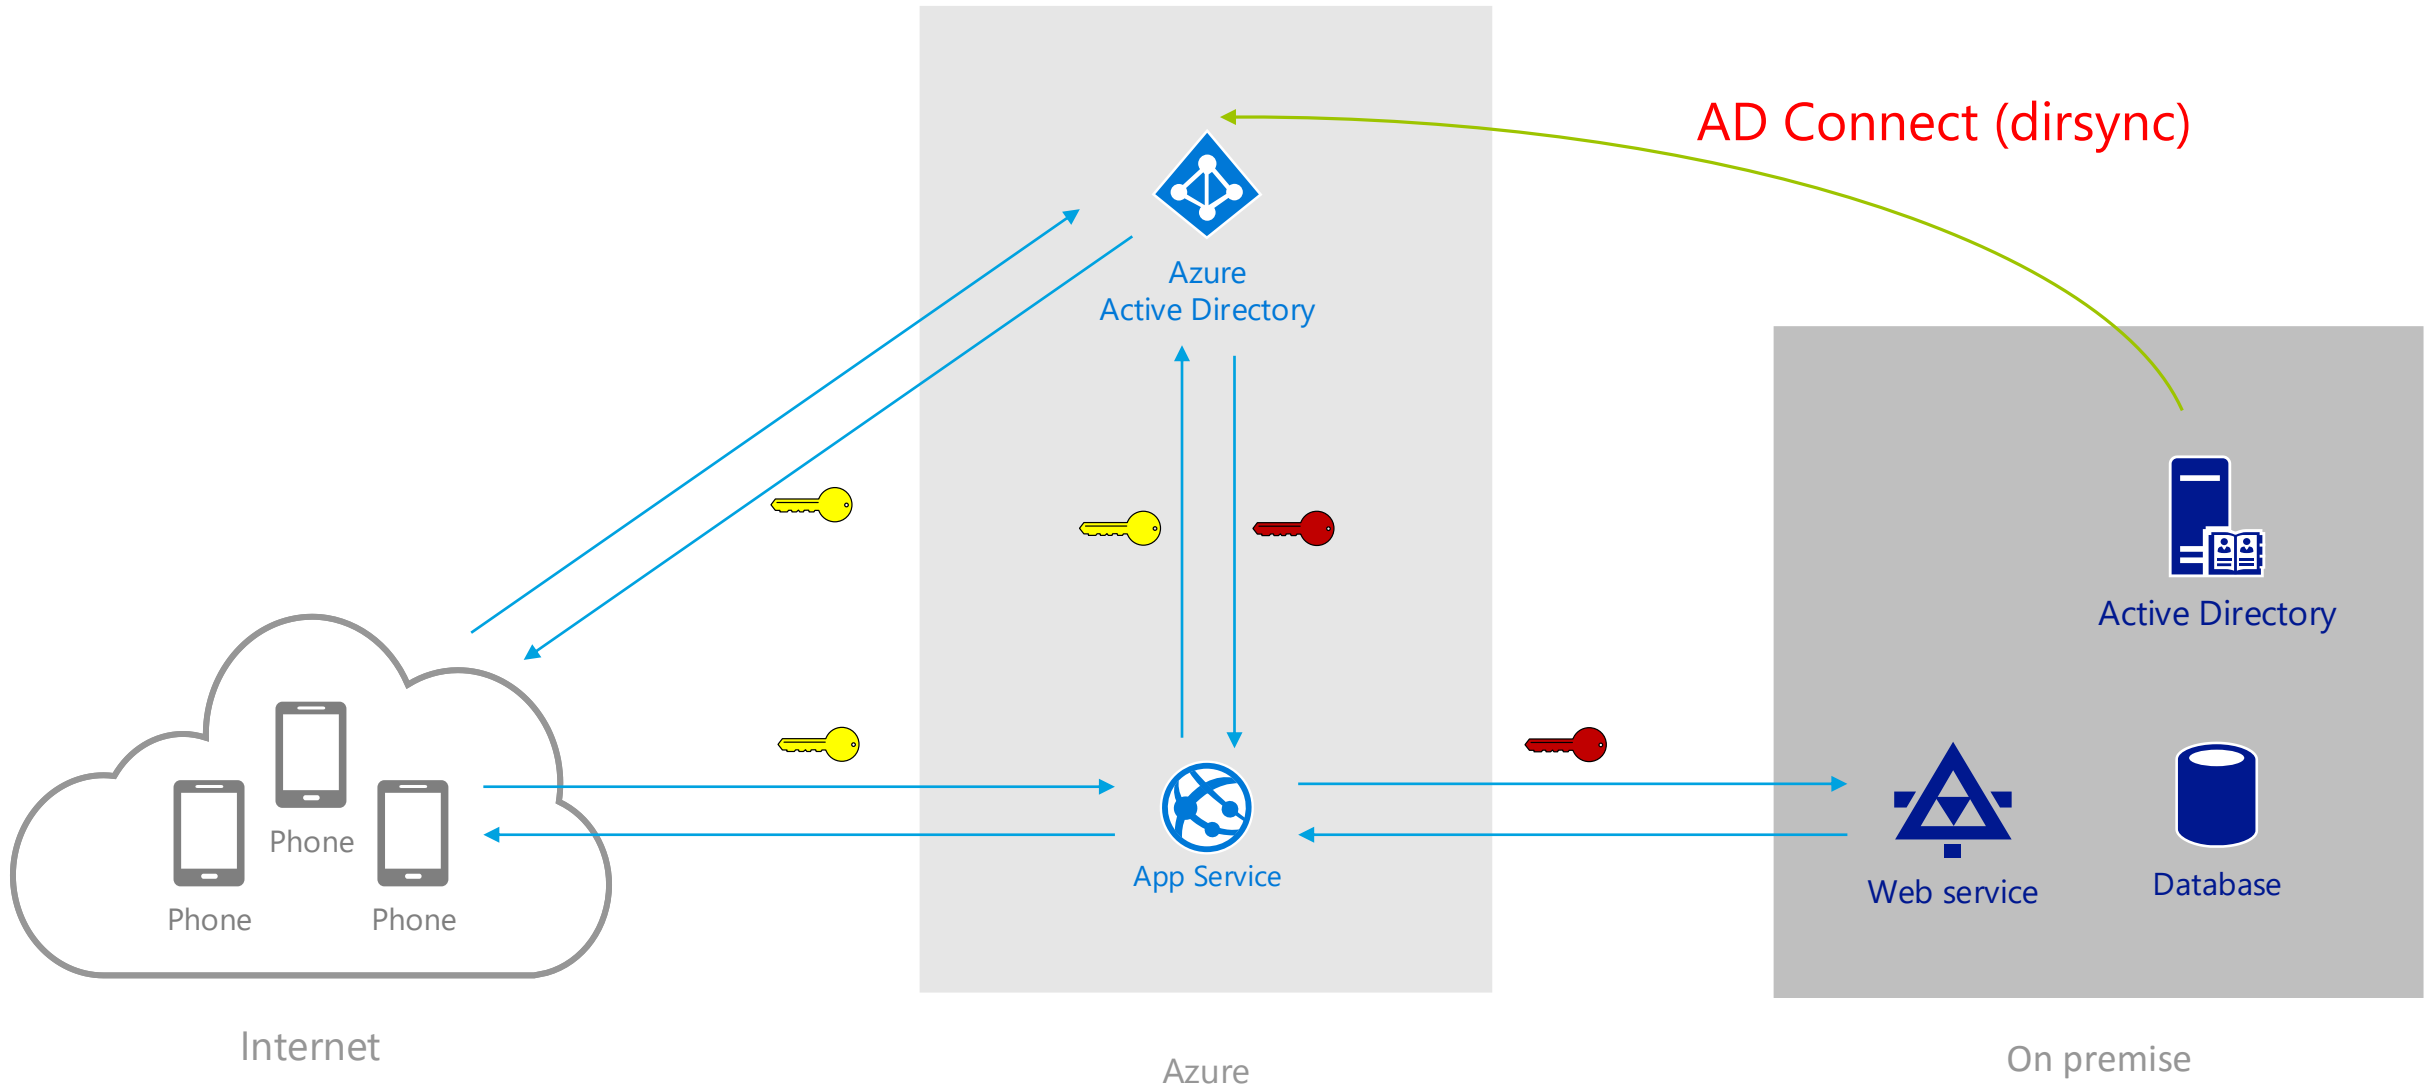 AD Connect (dirsync)
Azure
Active Directory
Active Directory
Phone
Phone
Phone
App Service
Web service
Database
Internet
Azure
On premise